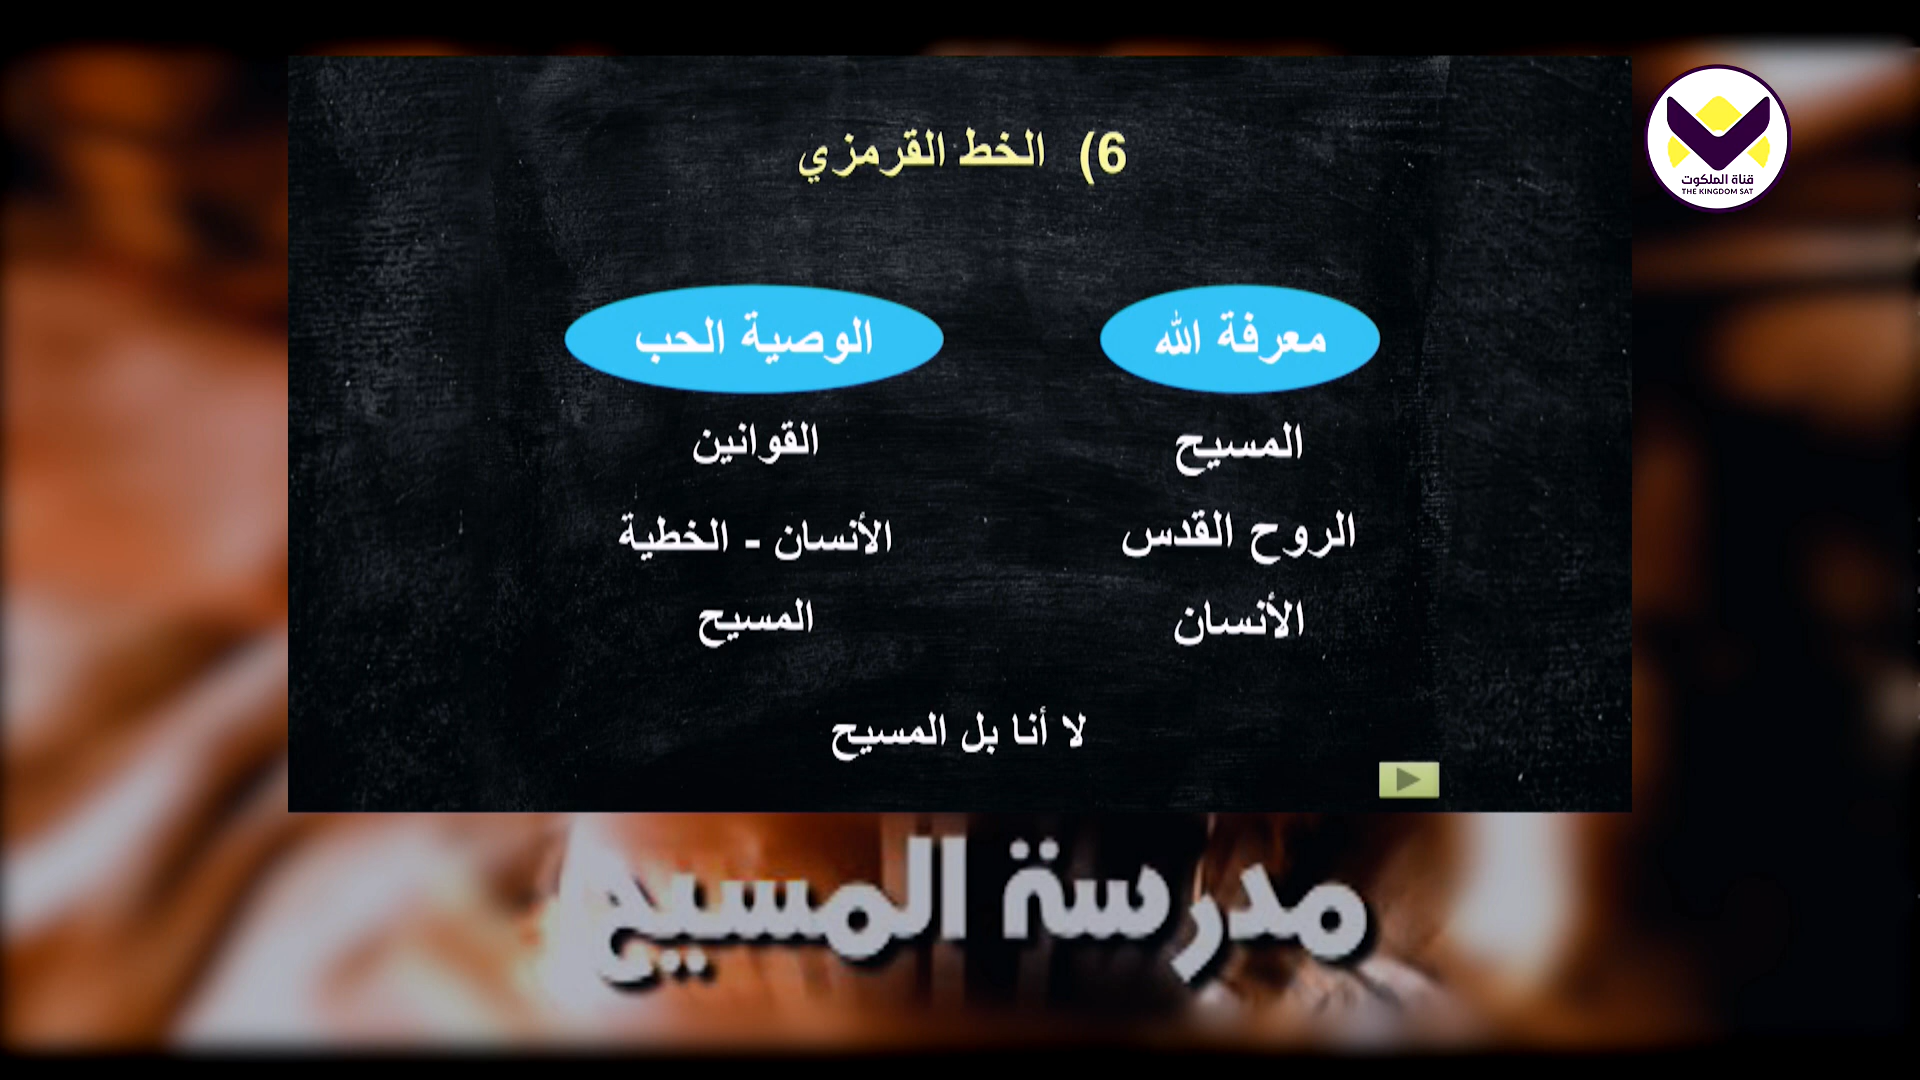 6) الخط القرمزي
معرفة الله
الوصية الحب
المسيح
القوانين
الروح القدس
الأنسان - الخطية
الأنسان
المسيح
لا أنا بل المسيح
مدرسة المسيح
قناة الملكوت
THE KINGDOM SAT